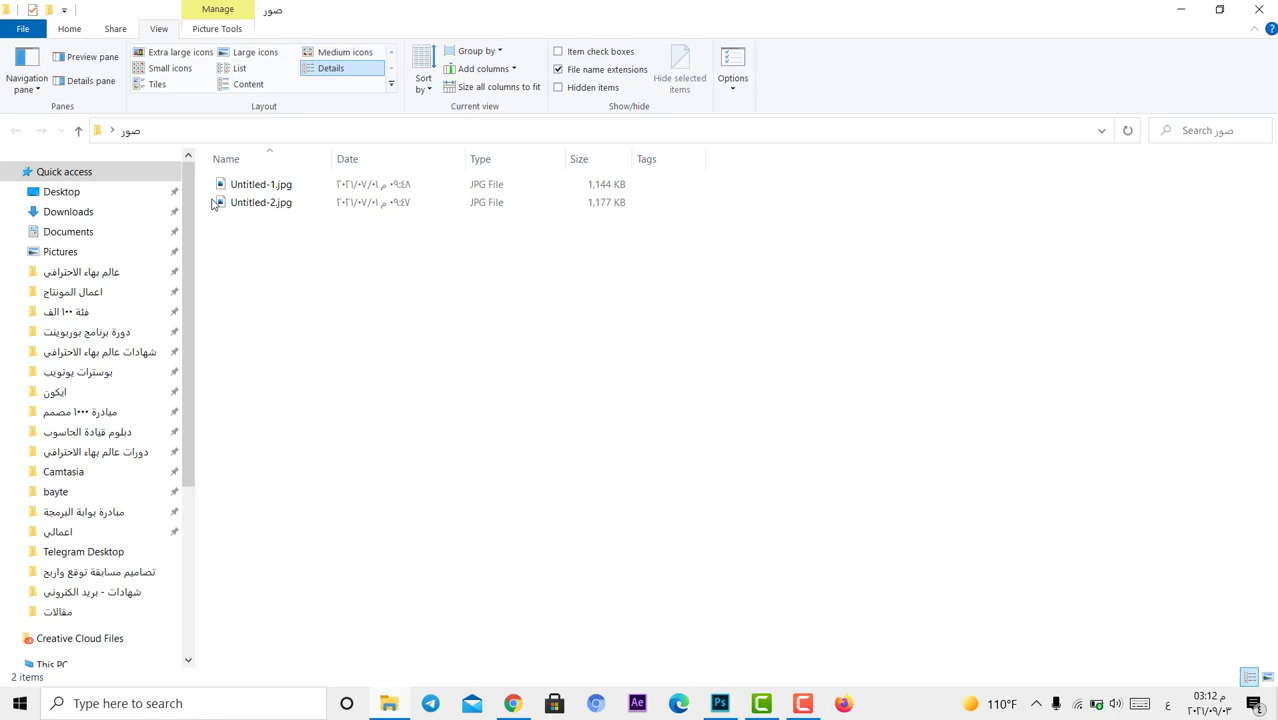 Manage
صور
File
Home
Share
View
Picture Tools
Navigation pane
Preview pane
Details pane
Panes
Extra large icons
Large icons
Medium icons
Small icons
List
Details
Tiles
Content
Layout
Sort by
Group by
Add columns
Size all columns to fit
Current view
Item check boxes
File name extensions
Hidden items
Hide selected items
Show/hide
Options
صور
Search صور
Name
Date
Type
Size
Tags
Untitled-1.jpg
٢٠٢١/٠٧/٠١ ٠٩:٤٨ م
JPG File
1,144 KB
Untitled-2.jpg
٢٠٢١/٠٧/٠١ ٠٩:٤٧ م
JPG File
1,177 KB
Quick access
Desktop
Downloads
Documents
Pictures
عالم بهاء الاحترافي
اعمال المونتاج
فئة ١٠٠ الف
دورة برنامج بوربوينت
شهادات عالم بهاء الاحترافي
بوسترات يوتويب
ايكون
مبادرة ١٠٠٠ مصمم
دبلوم قيادة الحاسوب
دورات عالم بهاء الاحترافي
Camtasia
bayte
مبادرة بوابة البرمجة
اعمالي
Telegram Desktop
تصاميم مسابقة توقع واربح
شهادات - بريد الكتروني
مقالات
Creative Cloud Files
This PC
2 items
Type here to search
Ae
Ps
C
C
110°F
ع
03:12 م
٢٠٢١/٠٩/٠٣